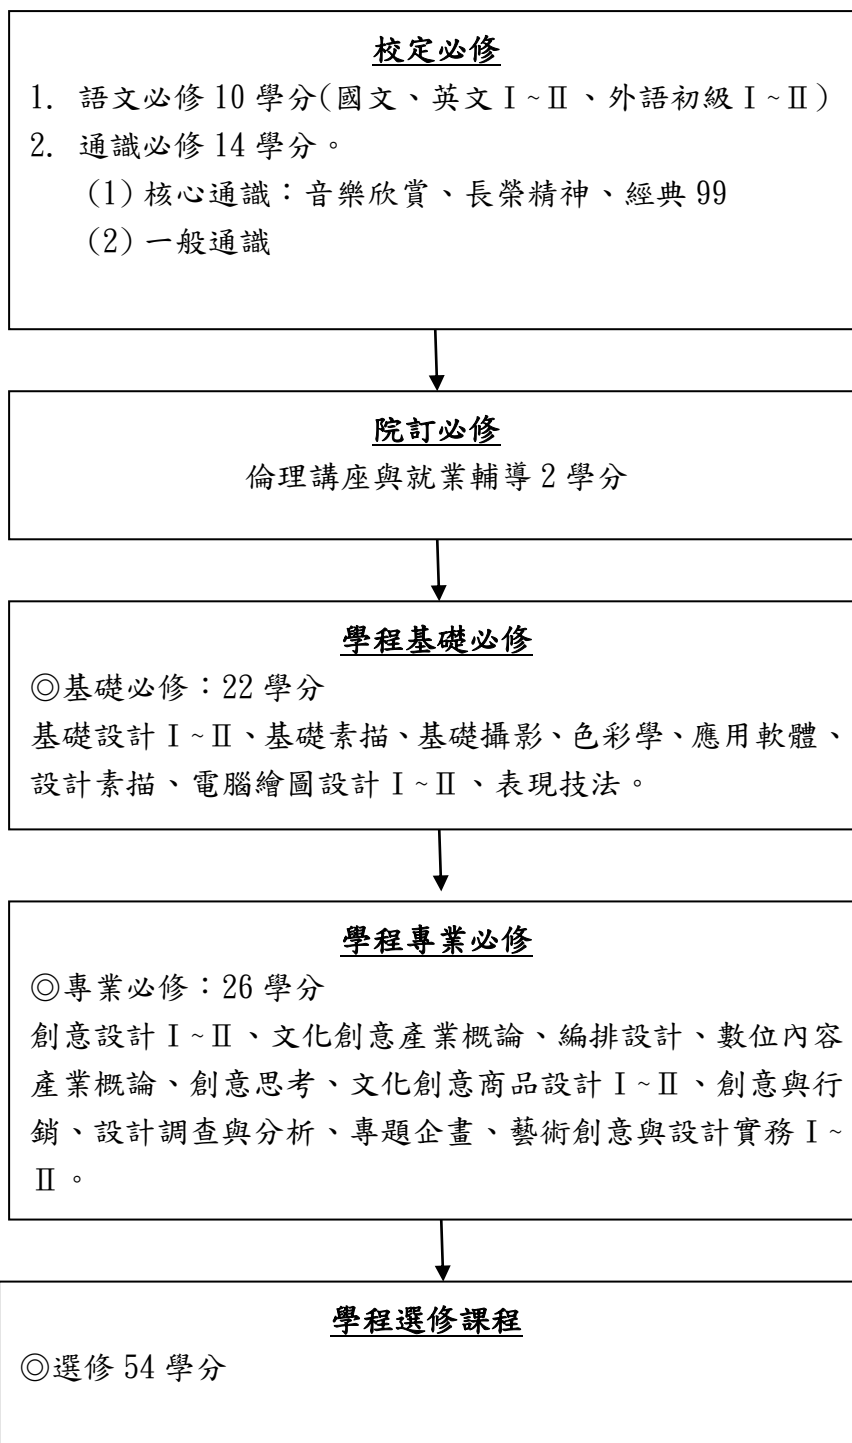 校定必修
1. 語文必修 10 學分(國文、英文Ⅰ~Ⅱ、外語初級Ⅰ~Ⅱ)
2. 通識必修 14 學分。
(1)核心通識：音樂欣賞、長榮精神、經典 99
(2)一般通識
院訂必修
倫理講座與就業輔導 2 學分
學程基礎必修
◎基礎必修：22 學分
基礎設計Ⅰ~Ⅱ、基礎素描、基礎攝影、色彩學、應用軟體、
設計素描、電腦繪圖設計Ⅰ~Ⅱ、表現技法。
學程專業必修
◎專業必修：26 學分
創意設計Ⅰ~Ⅱ、文化創意產業概論、編排設計、數位內容
產業概論、創意思考、文化創意商品設計Ⅰ~Ⅱ、創意與行
銷、設計調查與分析、專題企畫、藝術創意與設計實務Ⅰ~
Ⅱ。
學程選修課程
◎選修 54 學分